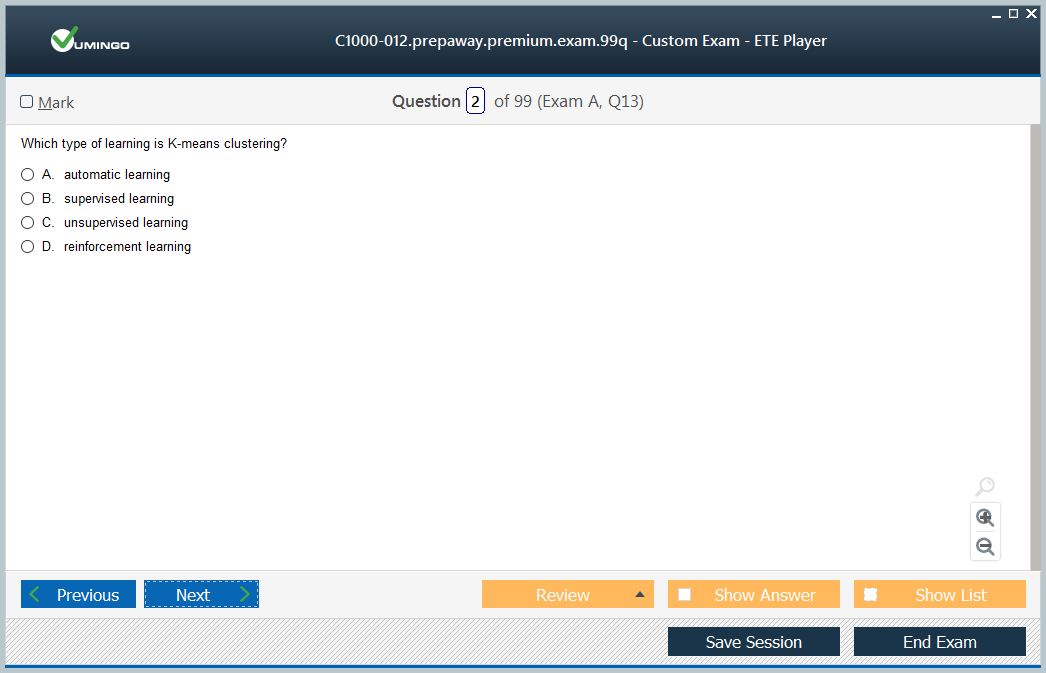 VUMINGO
C1000-012.prepaway.premium.exam.99q - Custom Exam - ETE Player
Mark
Question 2 of 99 (Exam A, Q13)
Which type of learning is K-means clustering?
A. automatic learning
B. supervised learning
C. unsupervised learning
D. reinforcement learning
Previous
Next
Review
Show Answer
Show List
Save Session
End Exam